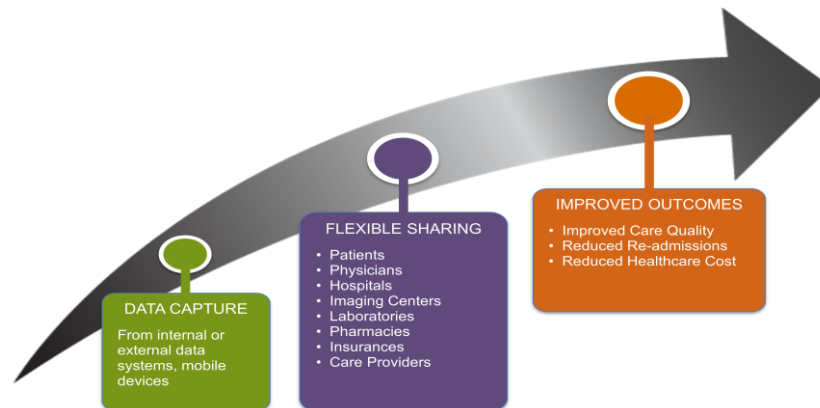 DATA CAPTURE
From internal or
external data
systems, mobile
devices
FLEXIBLE SHARING
• Patients
• Physicians
• Hospitals
• Imaging Centers
• Laboratories
• Pharmacies
• Insurances
• Care Providers
IMPROVED OUTCOMES
• Improved Care Quality
• Reduced Re-admissions
• Reduced Healthcare Cost